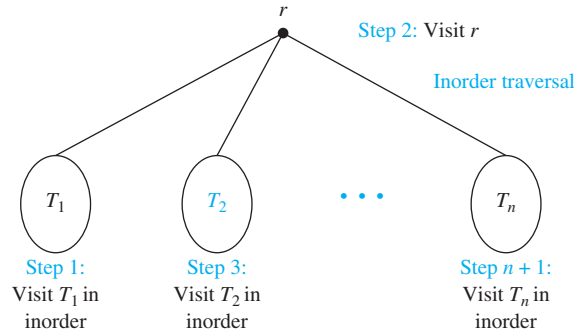 r
Step 2: Visit r
Inorder traversal
T1
T2
• • •
Tn
Step 1:
Visit T1 in
inorder
Step 3:
Visit T2 in
inorder
Step n + 1:
Visit Tn in
inorder